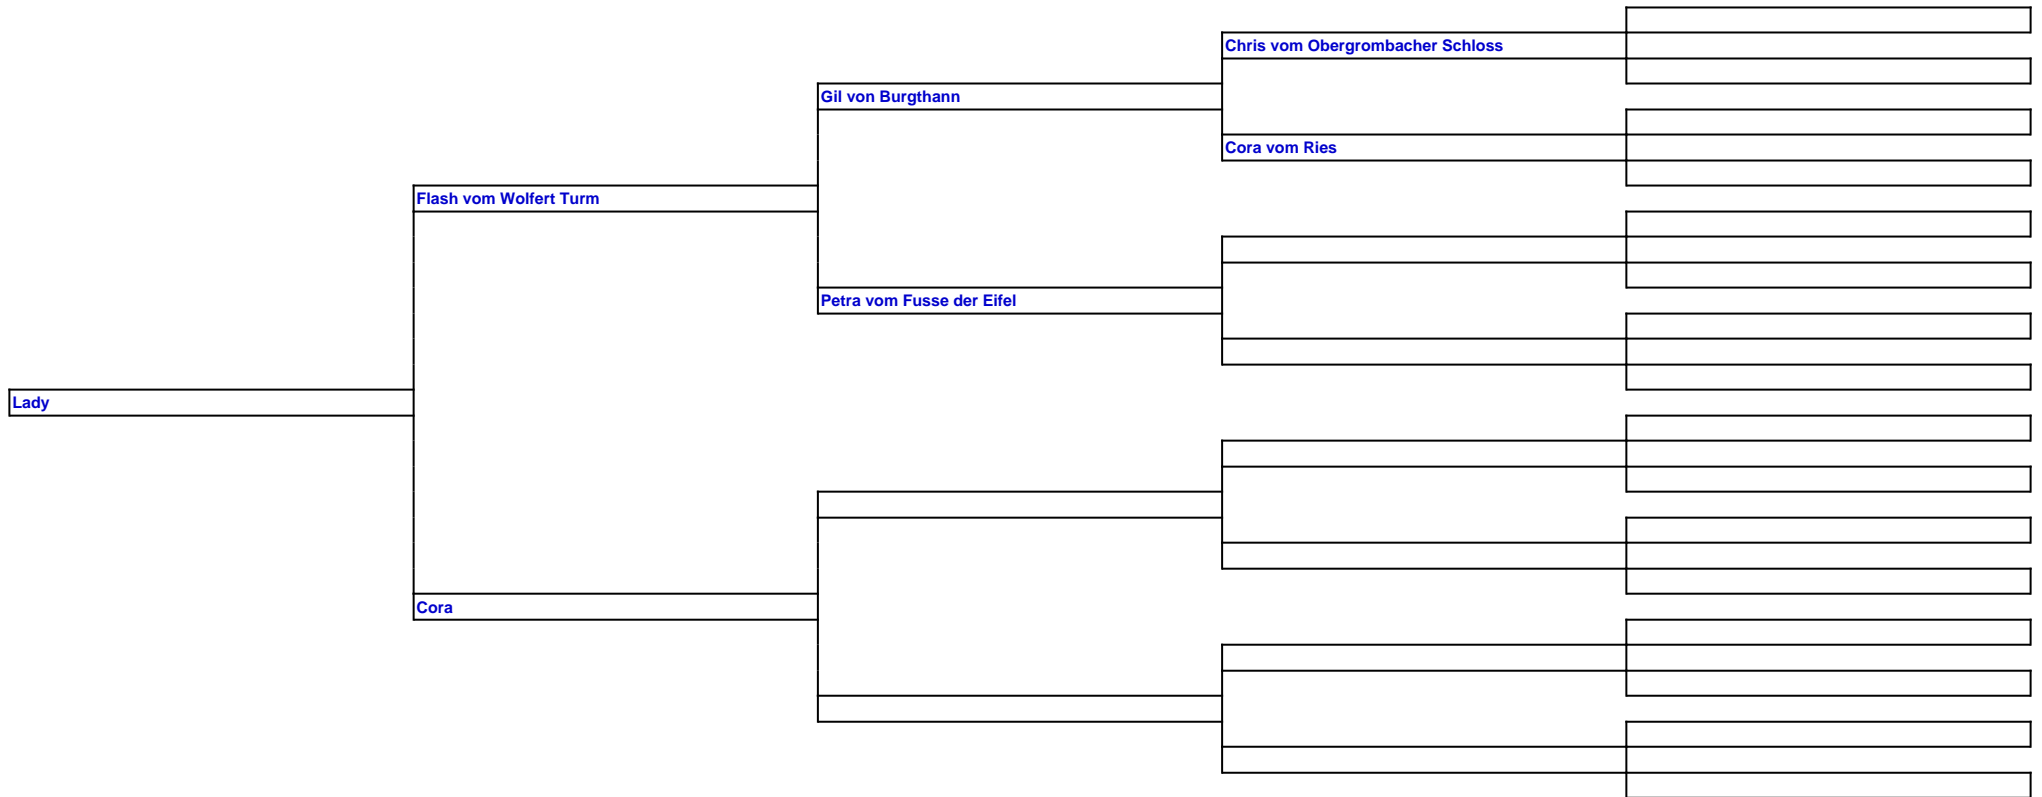 Chris vom Obergrombacher Schloss
Gil von Burgthann
Cora vom Ries
Flash vom Wolfert Turm
Petra vom Fusse der Eifel
Lady
Cora